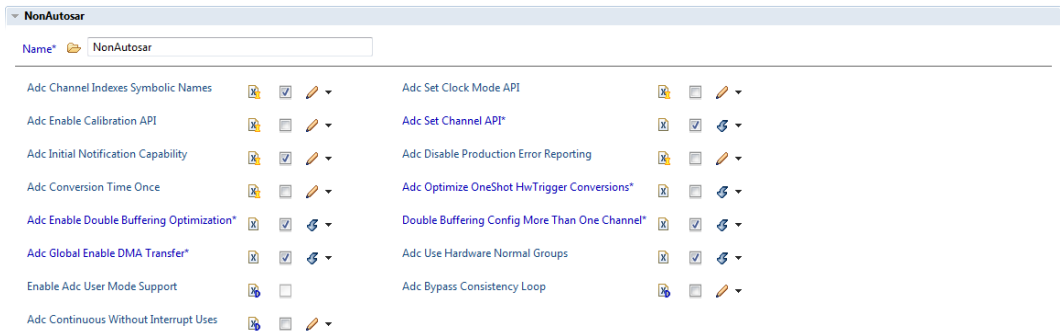 NonAutosar
Name* NonAutosar
Adc Channel Indexes Symbolic Names Adc Set Clock Mode API
Adc Enable Calibration API Adc Set Channel API*
Adc Initial Notification Capability Adc Disable Production Error Reporting
Adc Conversion Time Once Adc Optimize OneShot HwTrigger Conversions*
Adc Enable Double Buffering Optimization* Double Buffering Config More Than One Channel*
Adc Global Enable DMA Transfer* Adc Use Hardware Normal Groups
Enable Adc User Mode Support Adc Bypass Consistency Loop
Adc Continuous Without Interrupt Uses